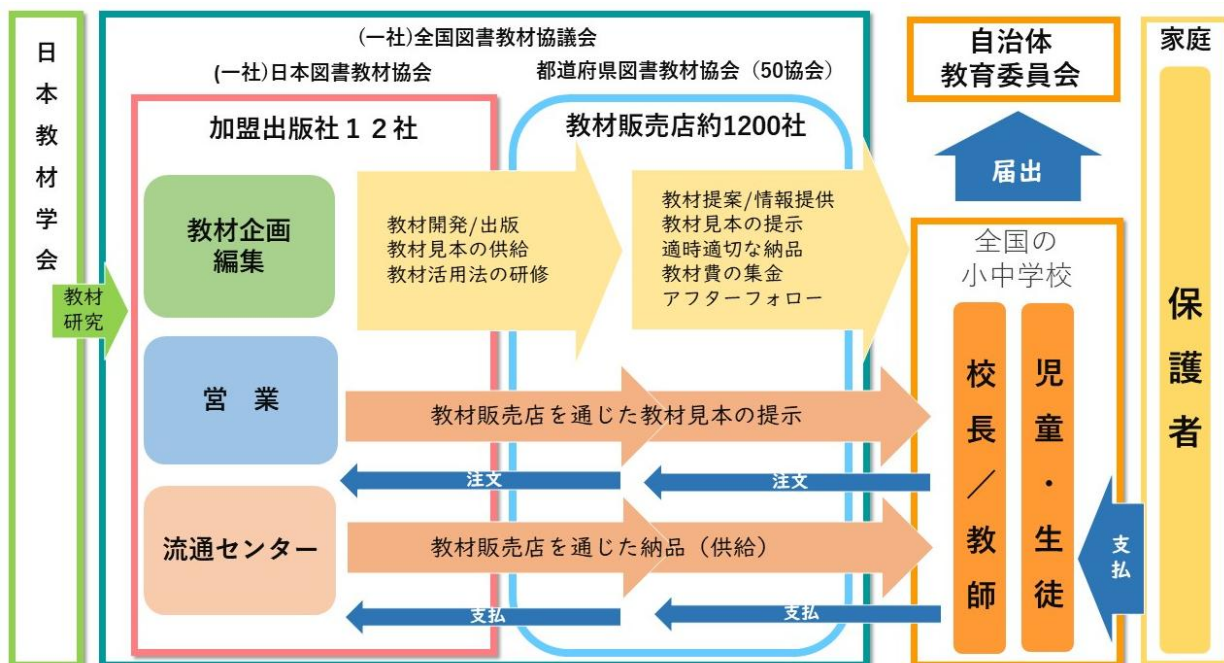 日本教材学会
教材
研究
(一社)全国図書教材協議会
(一社)日本図書教材協会
都道府県図書教材協会（50協会）
加盟出版社１２社
教材販売店約1200社
教材企画
編集
教材開発/出版
教材見本の供給
教材活用法の研修
教材提案/情報提供
教材見本の提示
適時適切な納品
教材費の集金
アフターフォロー
営　業
教材販売店を通じた教材見本の提示
注文
注文
流通センター
教材販売店を通じた納品（供給）
支払
支払
自治体
教育委員会
届出
全国の
小中学校
校長／教師
児童・生徒
支払
家庭
保護者